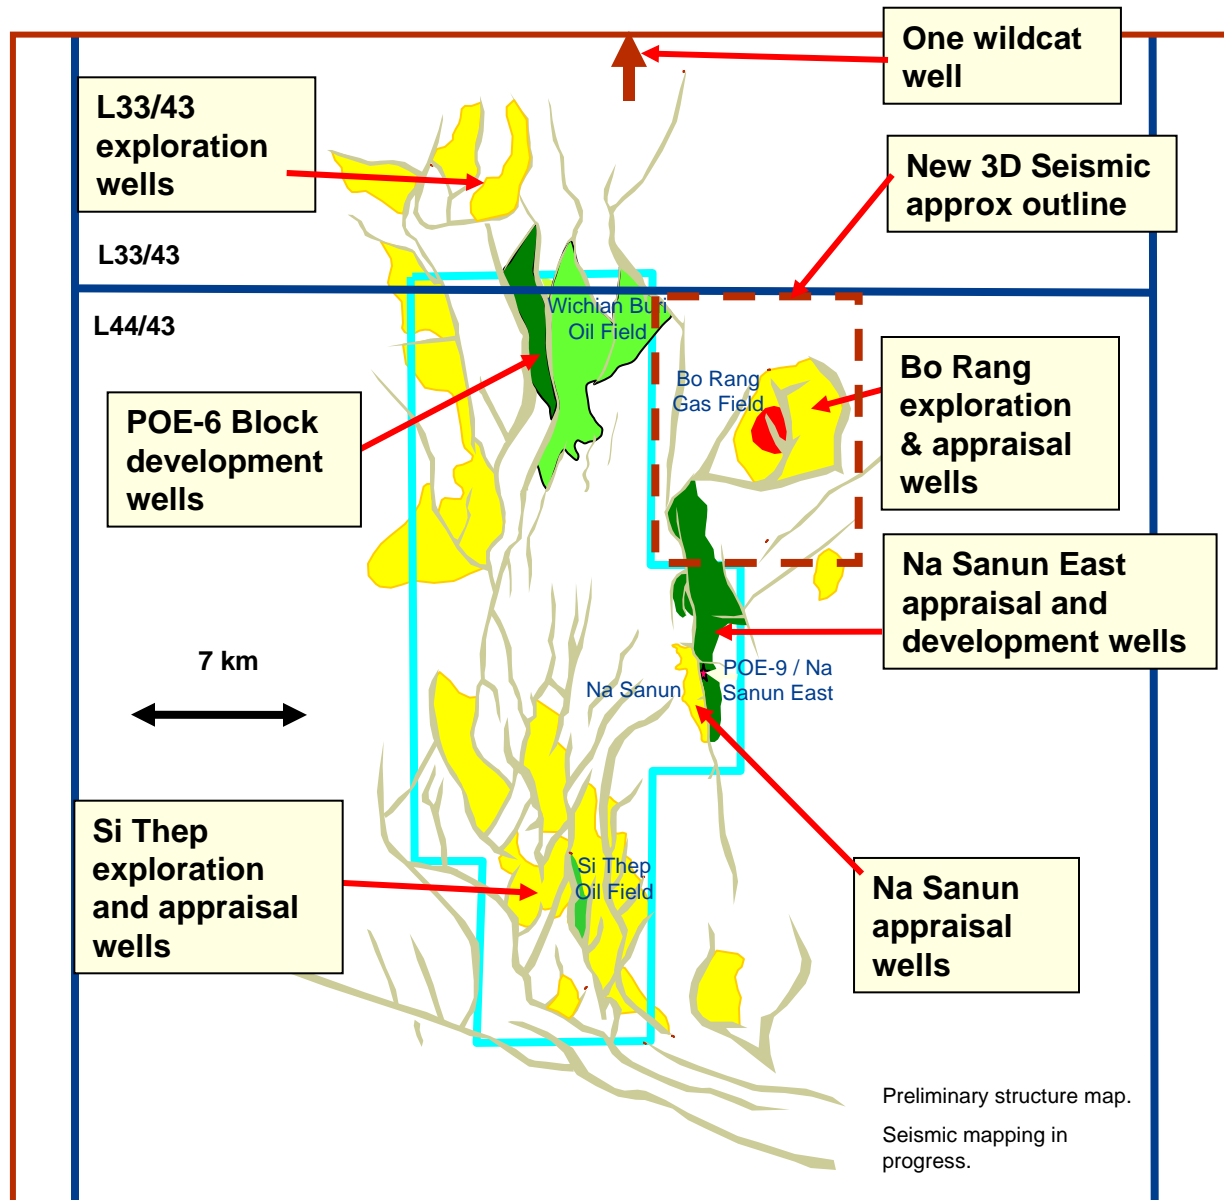 One wildcat
well
L33/43
exploration
wells
New 3D Seismic
approx outline
L33/43
L44/43
Wichian Buri
Oil Field
Bo Rang
Gas Field
Bo Rang
exploration
& appraisal
wells
POE-6 Block
development
wells
Na Sanun East
appraisal and
development wells
7 km
Na Sanun
POE-9 / Na
Sanun East
Si Thep
exploration
and appraisal
wells
Si Thep
Oil Field
Na Sanun
appraisal
wells
Preliminary structure map.
Seismic mapping in
progress.